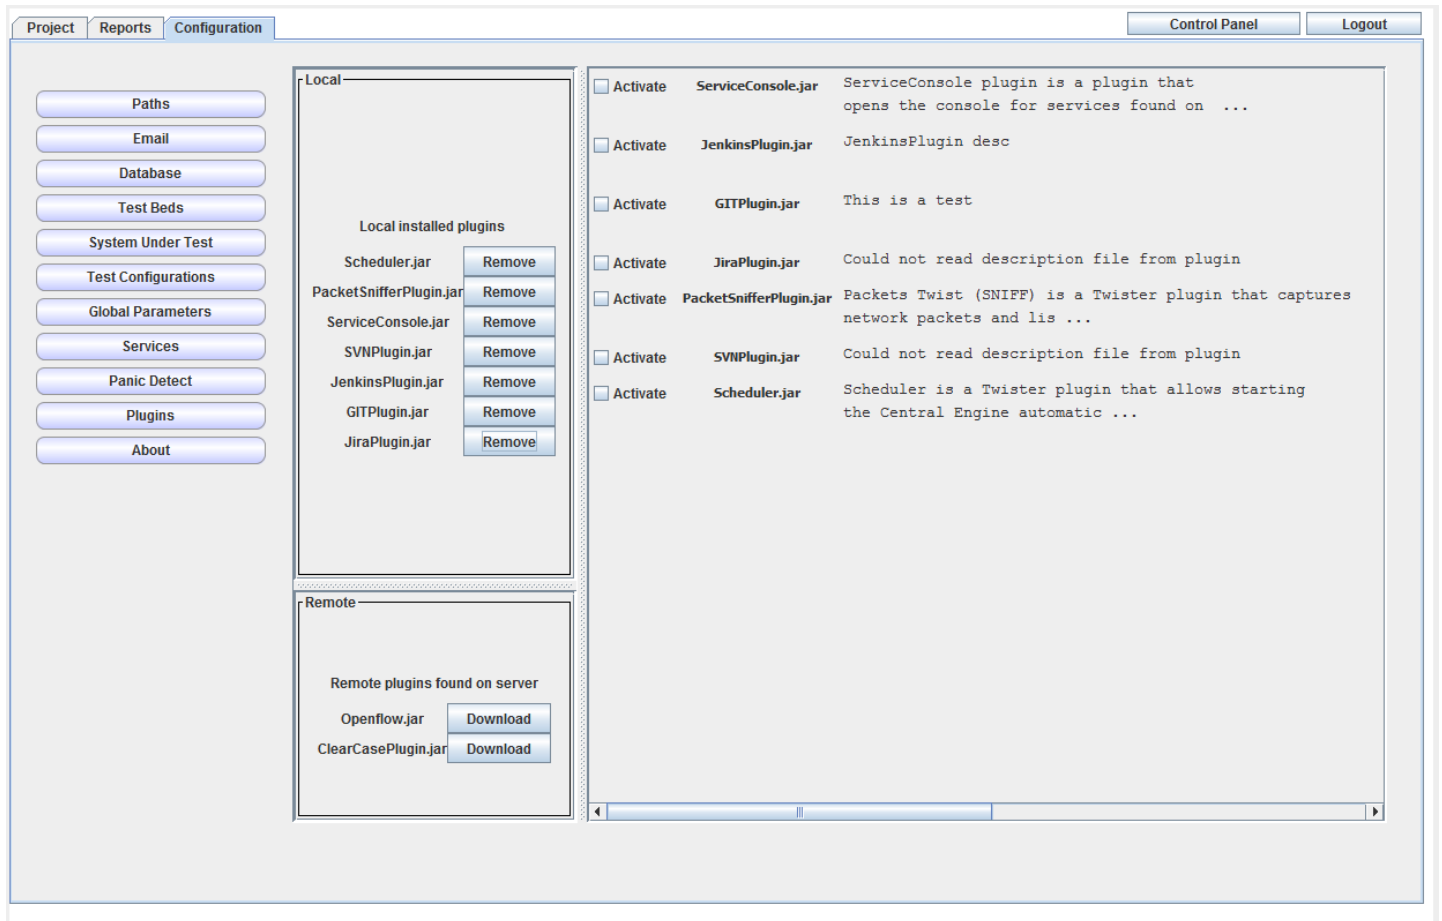 Project Reports Configuration Control Panel Logout
Paths
Email
Database
Test Beds
System Under Test
Test Configurations
Global Parameters
Services
Panic Detect
Plugins
About
Local
Local installed plugins
Scheduler.jar Remove
PacketSnifferPlugin.jar Remove
ServiceConsole.jar Remove
SVNPlugin.jar Remove
JenkinsPlugin.jar Remove
GITPlugin.jar Remove
JiraPlugin.jar Remove
Remote
Remote plugins found on server
Openflow.jar Download
ClearCasePlugin.jar Download
Activate ServiceConsole.jar ServiceConsole plugin is a plugin that
opens the console for services found on ...
Activate JenkinsPlugin.jar JenkinsPlugin desc
Activate GITPlugin.jar This is a test
Activate JiraPlugin.jar Could not read description file from plugin
Activate PacketSnifferPlugin.jar Packets Twist (SNIFF) is a Twister plugin that captures
network packets and lis ...
Activate SVNPlugin.jar Could not read description file from plugin
Activate Scheduler.jar Scheduler is a Twister plugin that allows starting
the Central Engine automatic ...